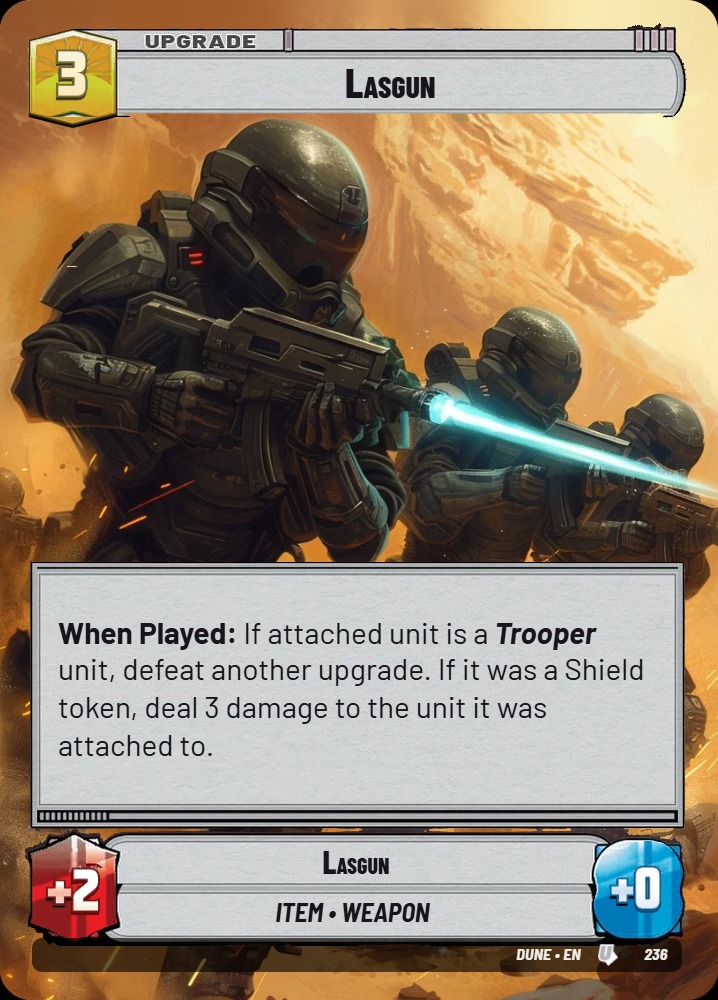 UPGRADE
3
Lasgun
When Played: If attached unit is a Trooper
unit, defeat another upgrade. If it was a Shield
token, deal 3 damage to the unit it was
attached to.
+2
Lasgun
+0
ITEM • WEAPON
DUNE • EN U 236